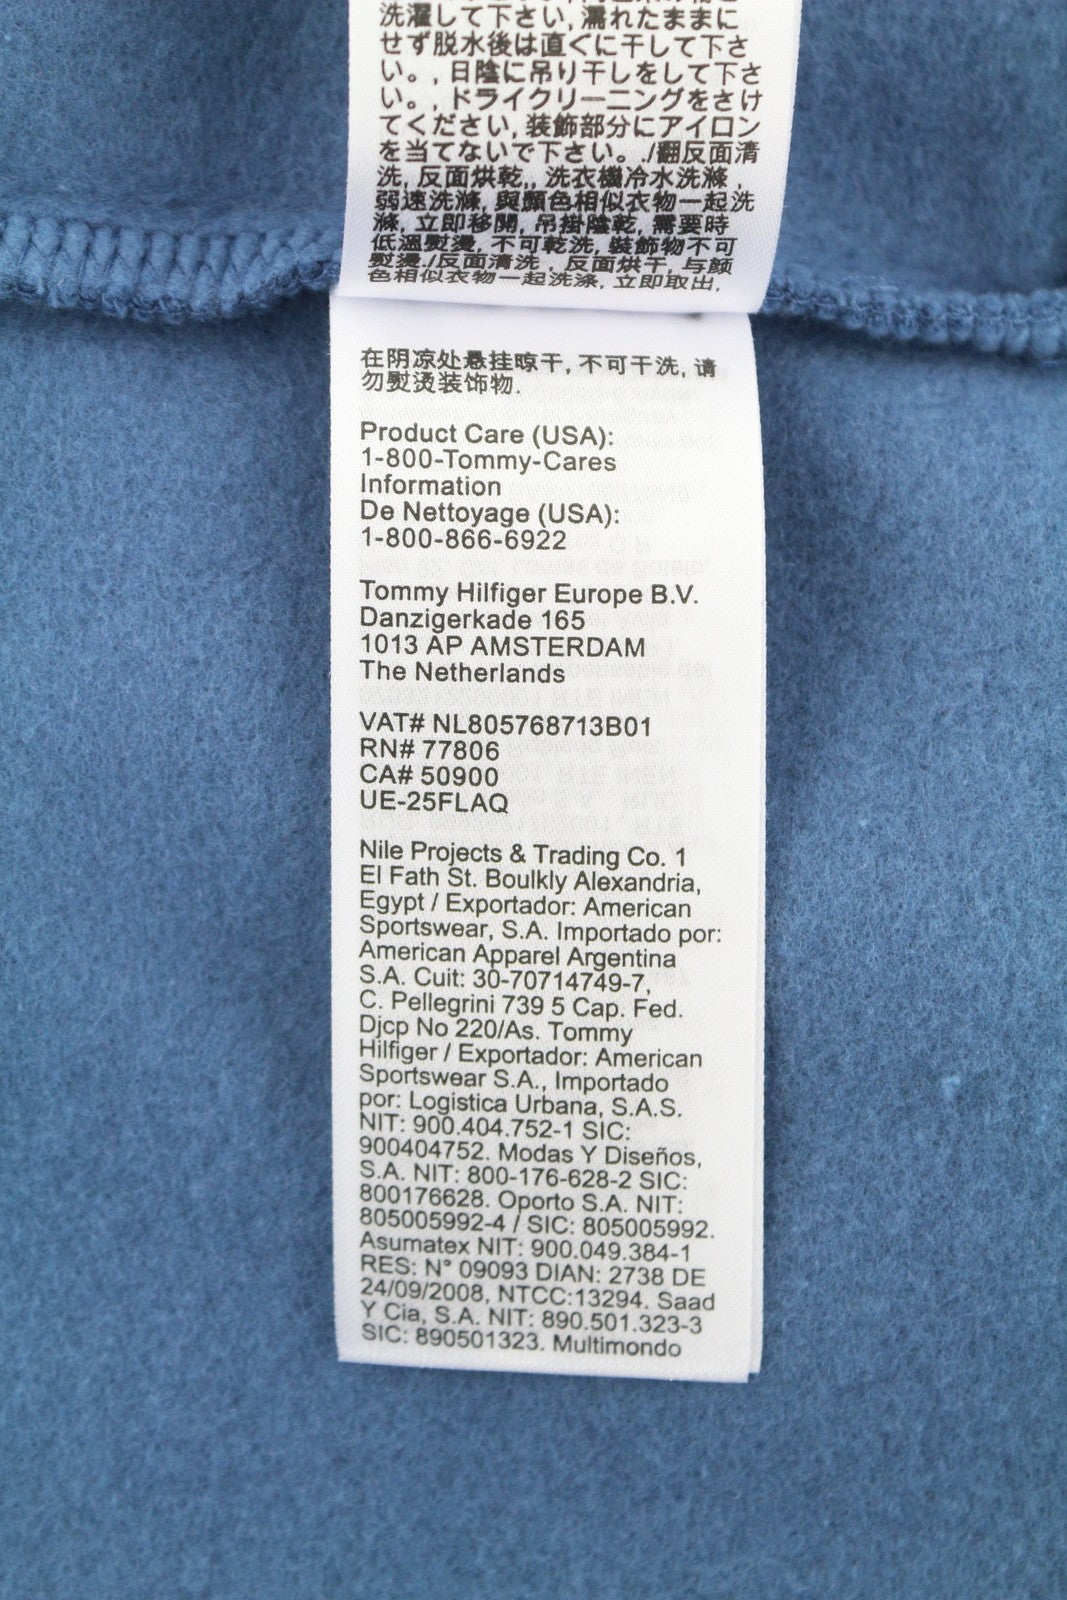 洗濯して下さい, 濡れたままに
せず脱水後は直ぐに干して下さ
い。, 日陰に吊り干しをして下さ
い。, ドライクリーニングをさけ
てください, 装飾部分にアイロン
を当てないで下さい。./翻反面清
洗, 反面烘乾,, 洗衣機冷水洗滌 ,
弱速洗滌, 與顏色相似衣物一起洗
滌, 立即移開, 吊掛陰乾, 需要時
低溫熨燙, 不可乾洗, 裝飾物不可
熨燙./反面清洗 , 反面烘干, 与颜
色相似衣物一起洗涤, 立即取出,
在阴凉处悬挂晾干, 不可干洗, 请
勿熨烫装饰物.
Product Care (USA):
1-800-Tommy-Cares
Information
De Nettoyage (USA):
1-800-866-6922
Tommy Hilfiger Europe B.V.
Danzigerkade 165
1013 AP AMSTERDAM
The Netherlands
VAT# NL805768713B01
RN# 77806
CA# 50900
UE-25FLAQ
Nile Projects & Trading Co. 1
El Fath St. Boulkly Alexandria,
Egypt / Exportador: American
Sportswear, S.A. Importado por:
American Apparel Argentina
S.A. Cuit: 30-70714749-7,
C. Pellegrini 739 5 Cap. Fed.
Djcp No 220/As. Tommy
Hilfiger / Exportador: American
Sportswear S.A., Importado
por: Logistica Urbana, S.A.S.
NIT: 900.404.752-1 SIC:
900404752. Modas Y Diseños,
S.A. NIT: 800-176-628-2 SIC:
800176628. Oporto S.A. NIT:
805005992-4 / SIC: 805005992.
Asumatex NIT: 900.049.384-1
RES: N° 09093 DIAN: 2738 DE
24/09/2008, NTCC:13294. Saad
Y Cia, S.A. NIT: 890.501.323-3
SIC: 890501323. Multimondo